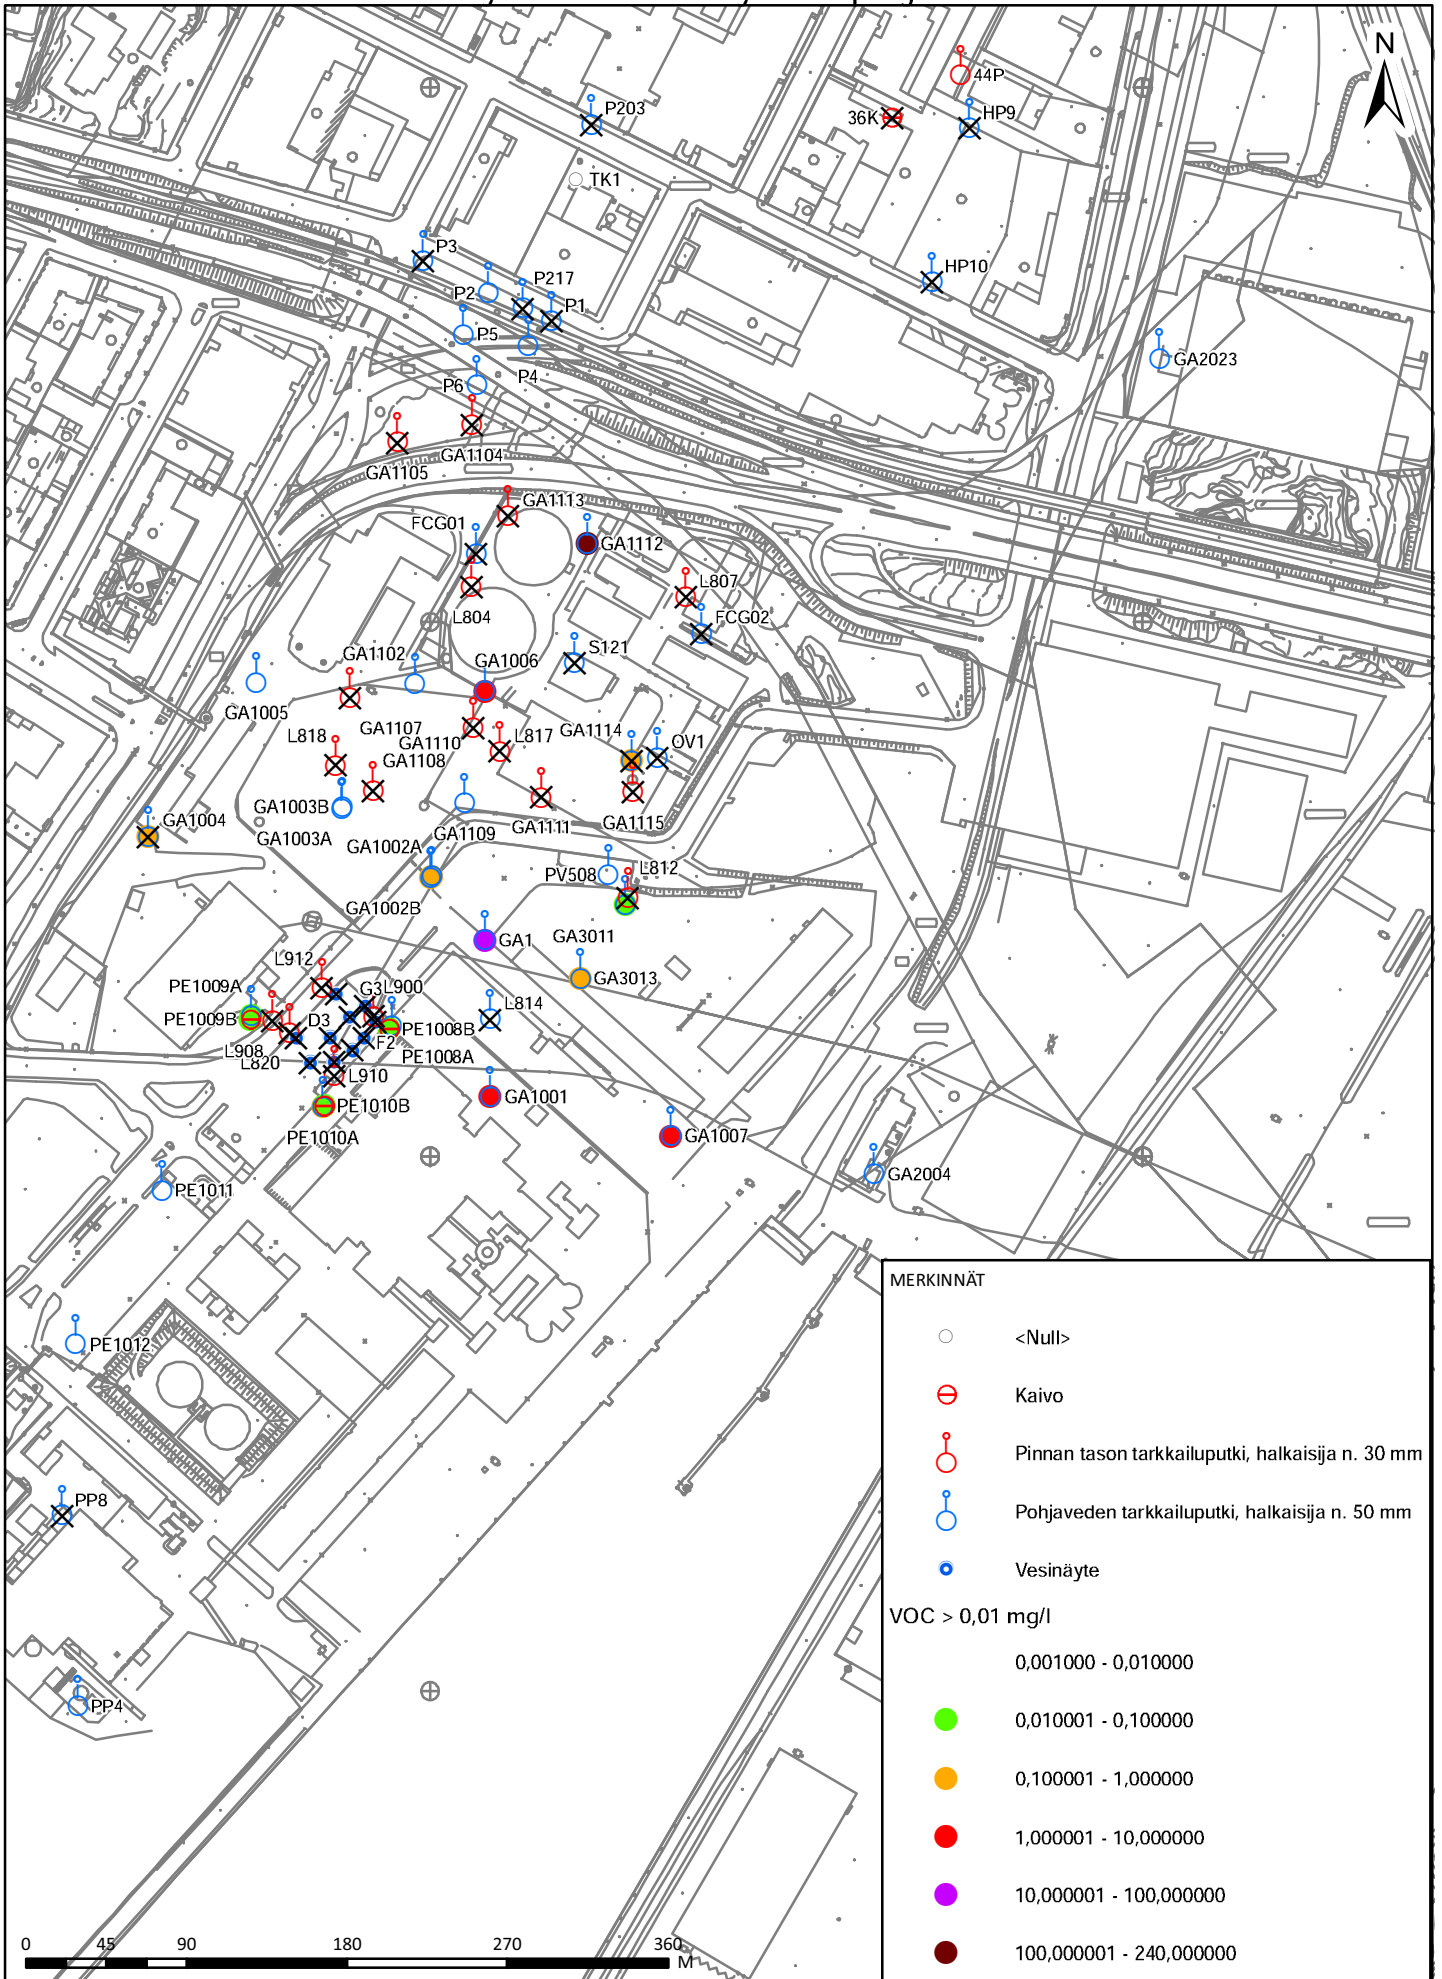 N
44P
P203
HP9
36K
TK1
P3
HP10
P217
P2
P1
P5
GA2023
P4
P6
GA1104
GA1105
GA1113
FCG01
GA1112
L807
L804
FCG02
S121
GA1102
GA1006
GA1005
GA1107
GA1114
L818
GA1110
L817
OV1
GA1108
GA1003B
GA1004
GA1111
GA1115
GA1109
GA1003A
GA1002A
L812
PV508
GA1002B
GA1
GA3011
L912
GA3013
PE1009A
G3
L900
L814
PE1009B
D3
PE1008B
F2
L908
PE1008A
L820
L910
GA1001
PE1010B
PE1010A
GA1007
GA2004
PE1011
PE1012
PP8
PP4
MERKINNÄT
<Null>
Kaivo
Pinnan tason tarkkailuputki, halkaisija n. 30 mm
Pohjaveden tarkkailuputki, halkaisija n. 50 mm
Vesinäyte
VOC > 0,01 mg/l
0,001000 - 0,010000
0,010001 - 0,100000
0,100001 - 1,000000
1,000001 - 10,000000
10,000001 - 100,000000
100,000001 - 240,000000
0 45 90 180 270 360
M